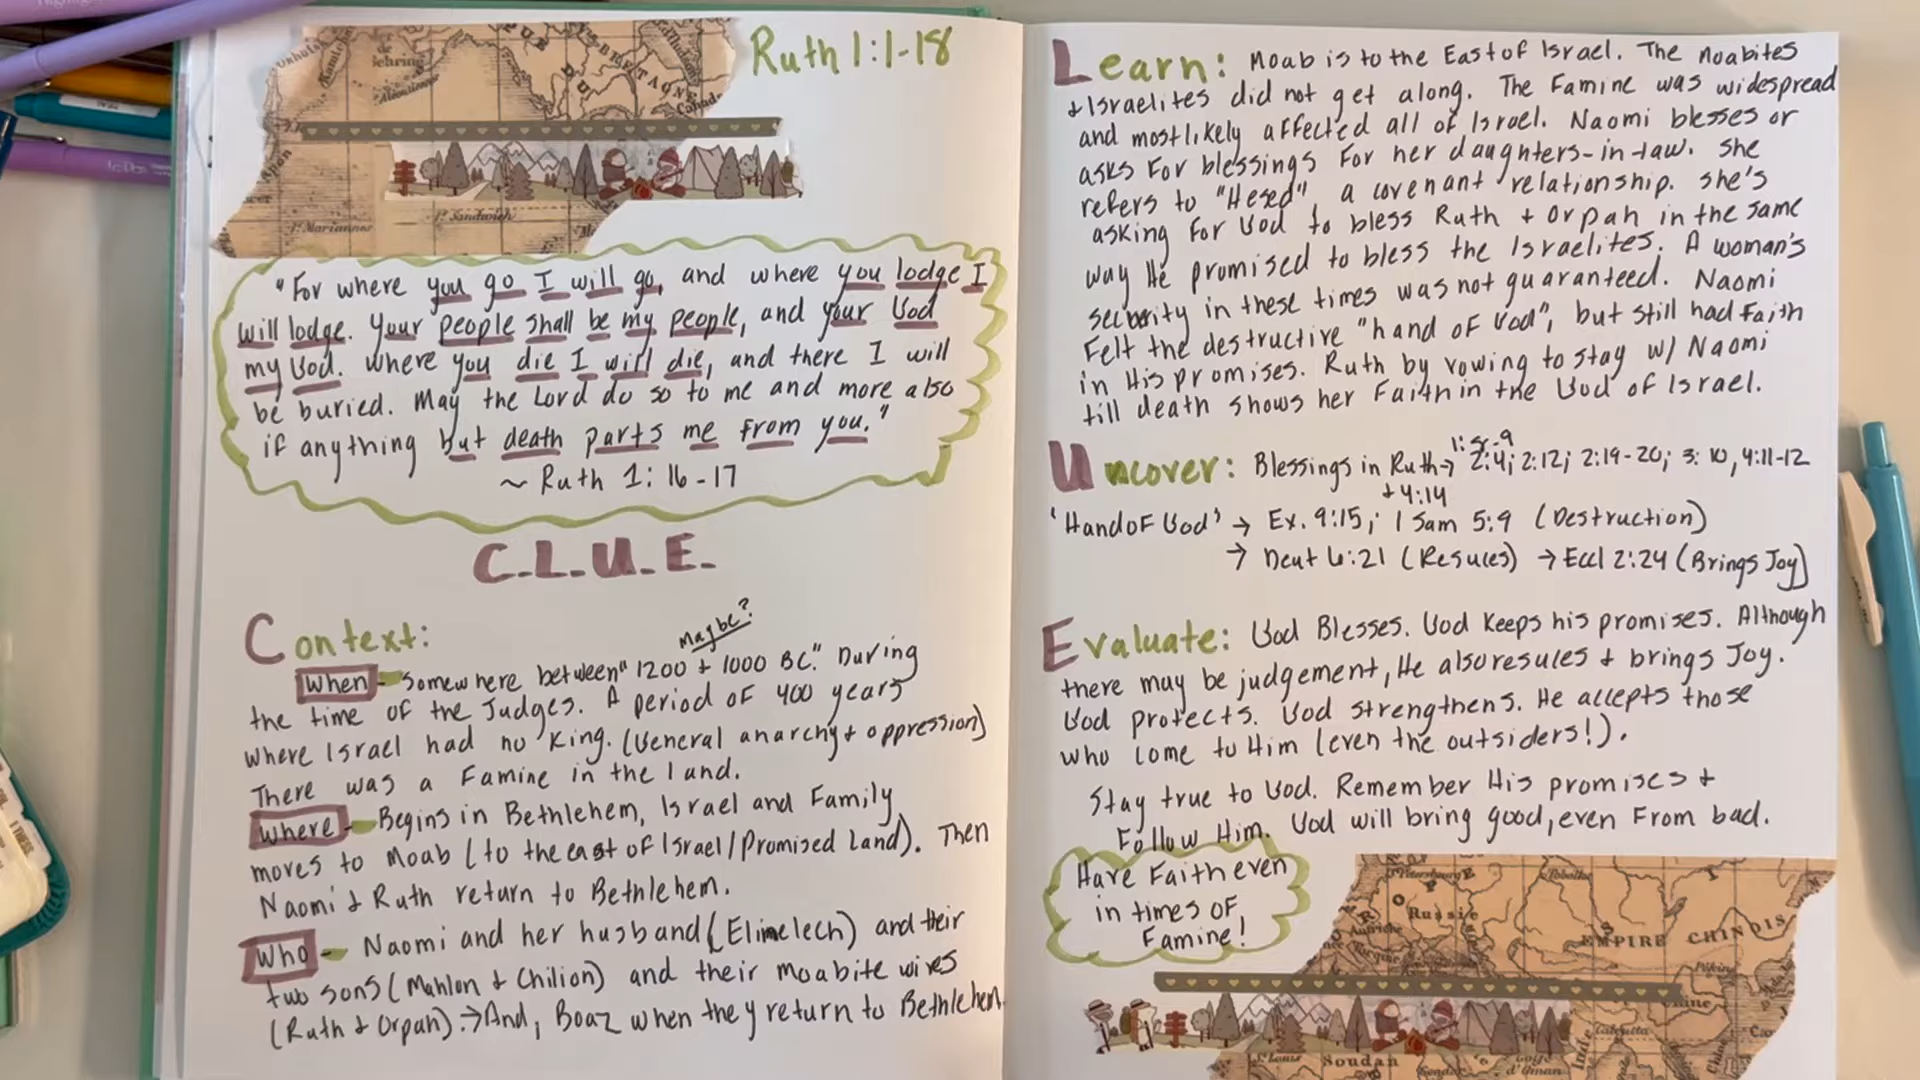 Ruth 1:1-18
"For where you go I will go, and where you lodge I
will lodge. Your people shall be my people, and your God
my God. Where you die I will die, and there I will
be buried. May the Lord do so to me and more also
if anything but death parts me from you."
~ Ruth 1:16-17
C.L.U.E.
Context:
Maybe?
When - Somewhere between "1200 + 1000 BC." During
the time of the Judges. A period of 400 years
where Israel had no King. (General anarchy + oppression)
There was a Famine in the land.
Where - Begins in Bethlehem, Israel and Family
moves to Moab (to the east of Israel/Promised Land). Then
Naomi + Ruth return to Bethlehem.
Who - Naomi and her husband (Elimelech) and their
two sons (Mahlon + Chilion) and their Moabite wives
(Ruth + Orpah) → And, Boaz when they return to Bethlehem.
Learn: Moab is to the East of Israel. The Moabites
+ Israelites did not get along. The Famine was widespread
and most likely affected all of Israel. Naomi blesses or
asks for blessings for her daughters-in-law. She
refers to "Hesed" a covenant relationship. She's
asking for God to bless Ruth + Orpah in the same
way He promised to bless the Israelites. A woman's
security in these times was not guaranteed. Naomi
felt the destructive "hand of God", but still had faith
in His promises. Ruth by vowing to stay w/ Naomi
till death shows her Faith in the God of Israel.
Uncover: Blessings in Ruth → 1:8-9
2:4; 2:12; 2:19-20; 3:10, 4:11-12
+ 4:14
'Hand of God' → Ex. 9:15; 1 Sam 5:9 (Destruction)
→ Deut 6:21 (Rescues) → Eccl 2:24 (Brings Joy)
Evaluate: God Blesses. God Keeps his promises. Although
there may be judgement, He also rescues + brings Joy.
God protects. God strengthens. He accepts those
who come to Him (even the outsiders!).
Stay true to God. Remember His promises +
Follow Him. God will bring good, even from bad.
Have Faith even
in times of
Famine!
BRETAGNE
I. Sandwich
I. Marianne
Russie
EMPIRE CHINOIS
Tobolsk
Pékin
Calcutta
St. Louis
Soudan
d'Oman